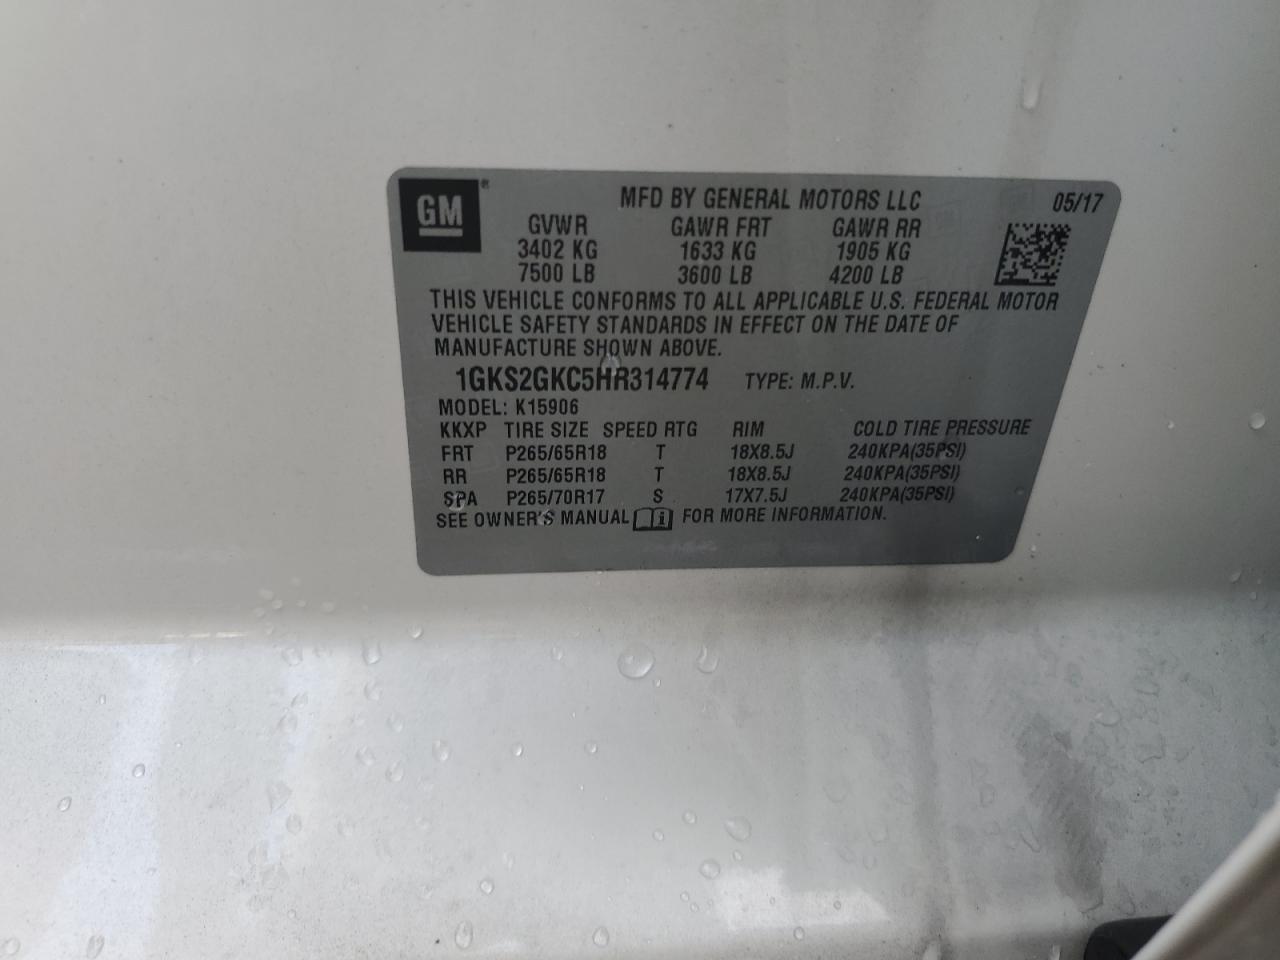 GM®
MFD BY GENERAL MOTORS LLC 05/17
GVWR GAWR FRT GAWR RR
3402 KG 1633 KG 1905 KG
7500 LB 3600 LB 4200 LB
THIS VEHICLE CONFORMS TO ALL APPLICABLE U.S. FEDERAL MOTOR
VEHICLE SAFETY STANDARDS IN EFFECT ON THE DATE OF
MANUFACTURE SHOWN ABOVE.
1GKS2GKC5HR314774 TYPE: M.P.V.
MODEL: K15906
KKXP TIRE SIZE SPEED RTG RIM COLD TIRE PRESSURE
FRT P265/65R18 T 18X8.5J 240KPA(35PSI)
RR P265/65R18 T 18X8.5J 240KPA(35PSI)
SPA P265/70R17 S 17X7.5J 240KPA(35PSI)
SEE OWNER'S MANUAL FOR MORE INFORMATION.